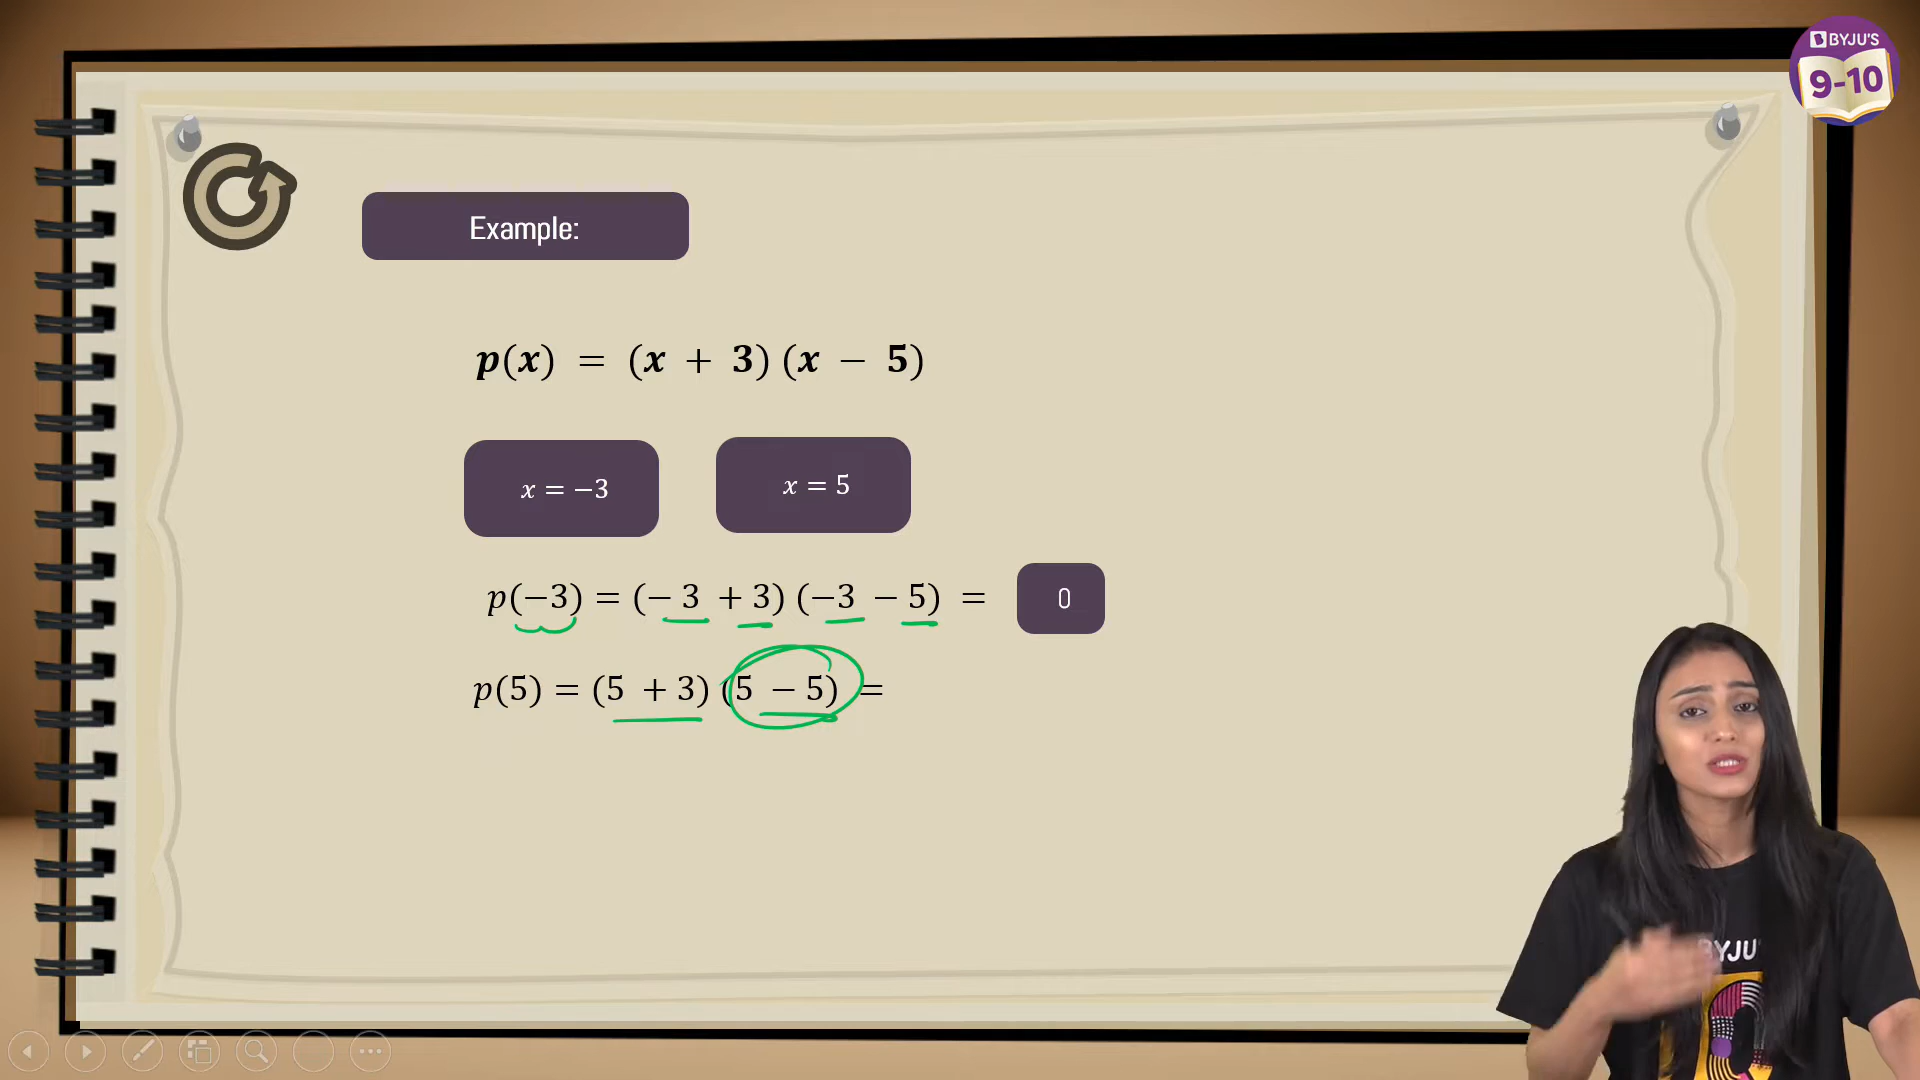 BYJU'S
9-10
Example:
p(x) = (x + 3) (x − 5)
x = −3
x = 5
p(−3) = (− 3 + 3) (−3 − 5) = 0
p(5) = (5 + 3) (5 − 5) =
BYJU'